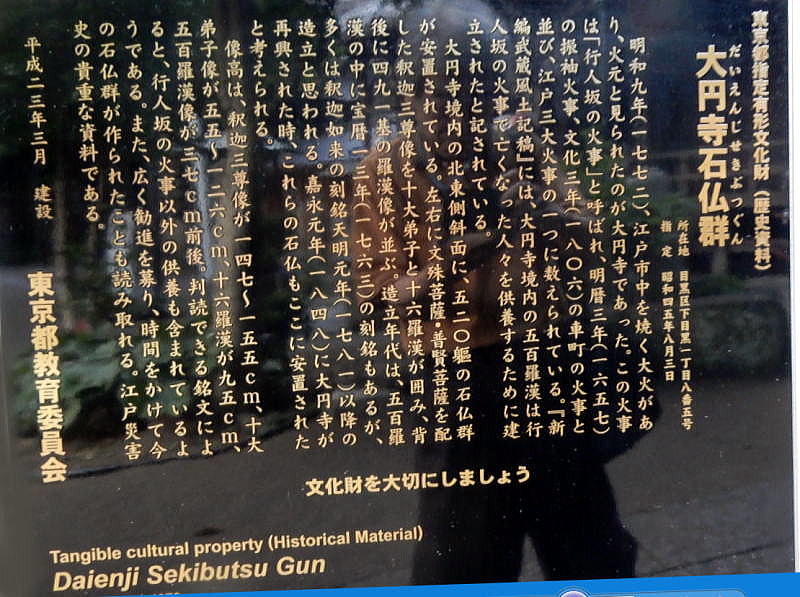 東京都指定有形文化財（歴史資料）
だいえんじせきぶつぐん
大円寺石仏群
所在地　目黒区下目黒一丁目八番五号
指　定　昭和四五年八月三日
明和九年（一七七二）、江戸市中を焼く大火があ
り、火元と見られたのが大円寺であった。この火事
は「行人坂の火事」と呼ばれ、明暦三年（一六五七）
の振袖火事、文化三年（一八〇六）の車町の火事と
並び、江戸三大火事の一つに数えられている。『新
編武蔵風土記稿』には、大円寺境内の五百羅漢は行
人坂の火事で亡くなった人々を供養するために建
立されたと記されている。
大円寺境内の北東側斜面に、五二〇軀の石仏群
が安置されている。左右に文殊菩薩・普賢菩薩を配
した釈迦三尊像を十大弟子と十六羅漢が囲み、背
後に四九一基の羅漢像が並ぶ。造立年代は、五百羅
漢の中に宝暦一三年（一七六三）の刻銘もあるが、
多くは釈迦如来の刻銘天明元年（一七八一）以降の
造立と思われる。嘉永元年（一八四八）に大円寺が
再興された時、これらの石仏もここに安置された
と考えられる。
像高は、釈迦三尊像が一四七～一五五cm、十大
弟子像が五五～一二六cm、十六羅漢が九五cm、
五百羅漢像が三七cm前後。判読できる銘文によ
ると、行人坂の火事以外の供養も含まれているよ
うである。また、広く勧進を募り、時間をかけて今
の石仏群が作られたことも読み取れる。江戸災害
史の貴重な資料である。
平成二三年三月　建設
東京都教育委員会
文化財を大切にしましょう
Tangible cultural property (Historical Material)
Daienji Sekibutsu Gun